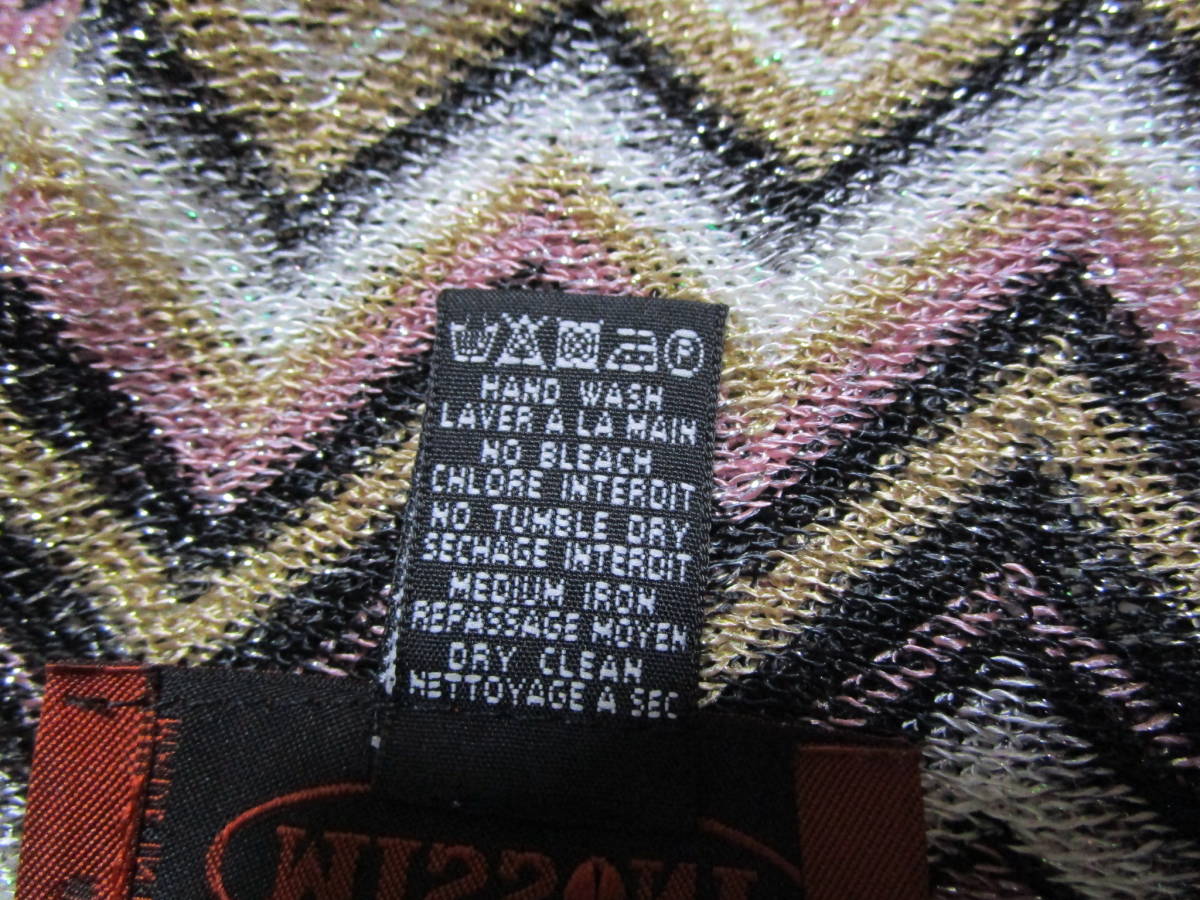 P
HAND WASH
LAVER A LA MAIN
NO BLEACH
CHLORE INTERDIT
NO TUMBLE DRY
SECHAGE INTERDIT
MEDIUM IRON
REPASSAGE MOYEN
DRY CLEAN
NETTOYAGE A SEC
MISSONI